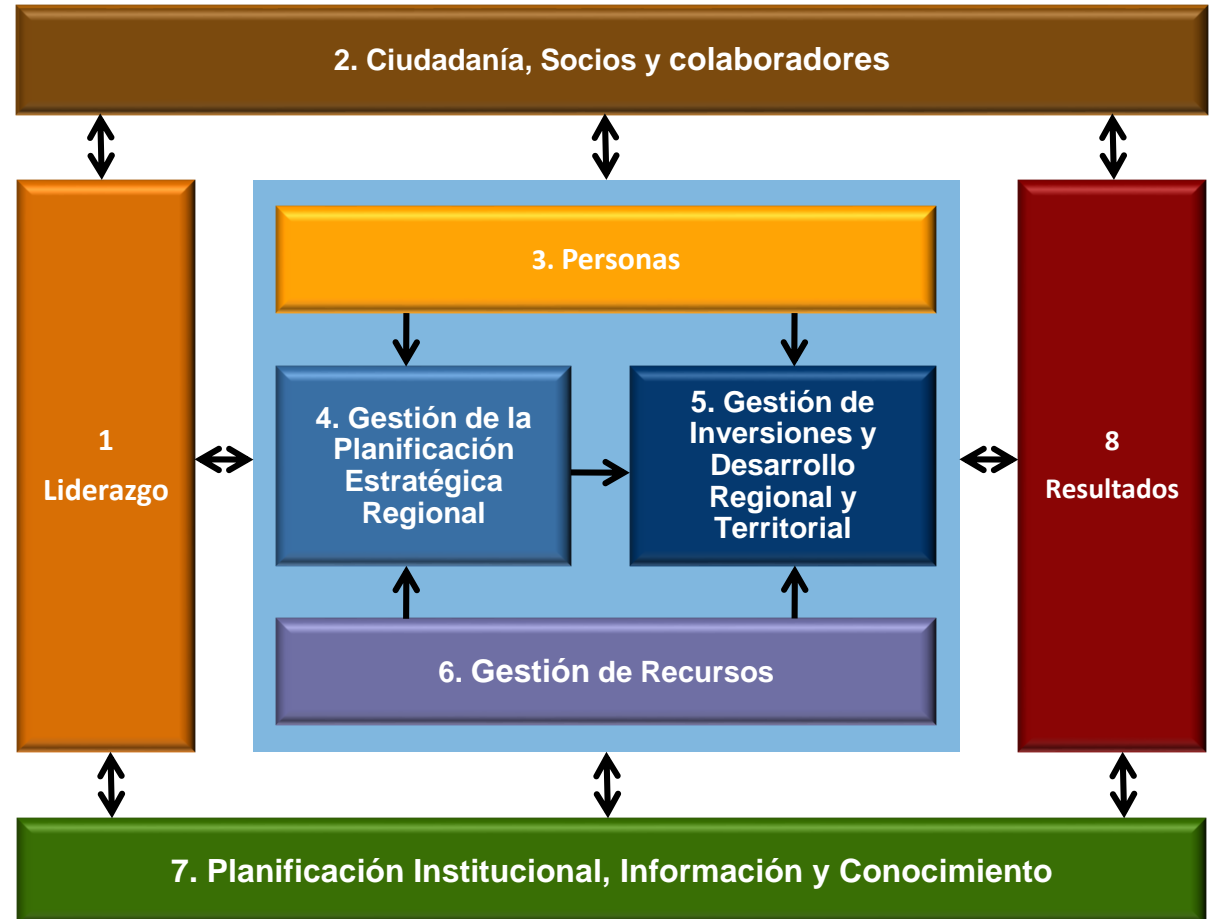 2. Ciudadanía, Socios y colaboradores
1
Liderazgo
3. Personas
4. Gestión de la
Planificación
Estratégica
Regional
5. Gestión de
Inversiones y
Desarrollo
Regional y
Territorial
6. Gestión de Recursos
8
Resultados
7. Planificación Institucional, Información y Conocimiento